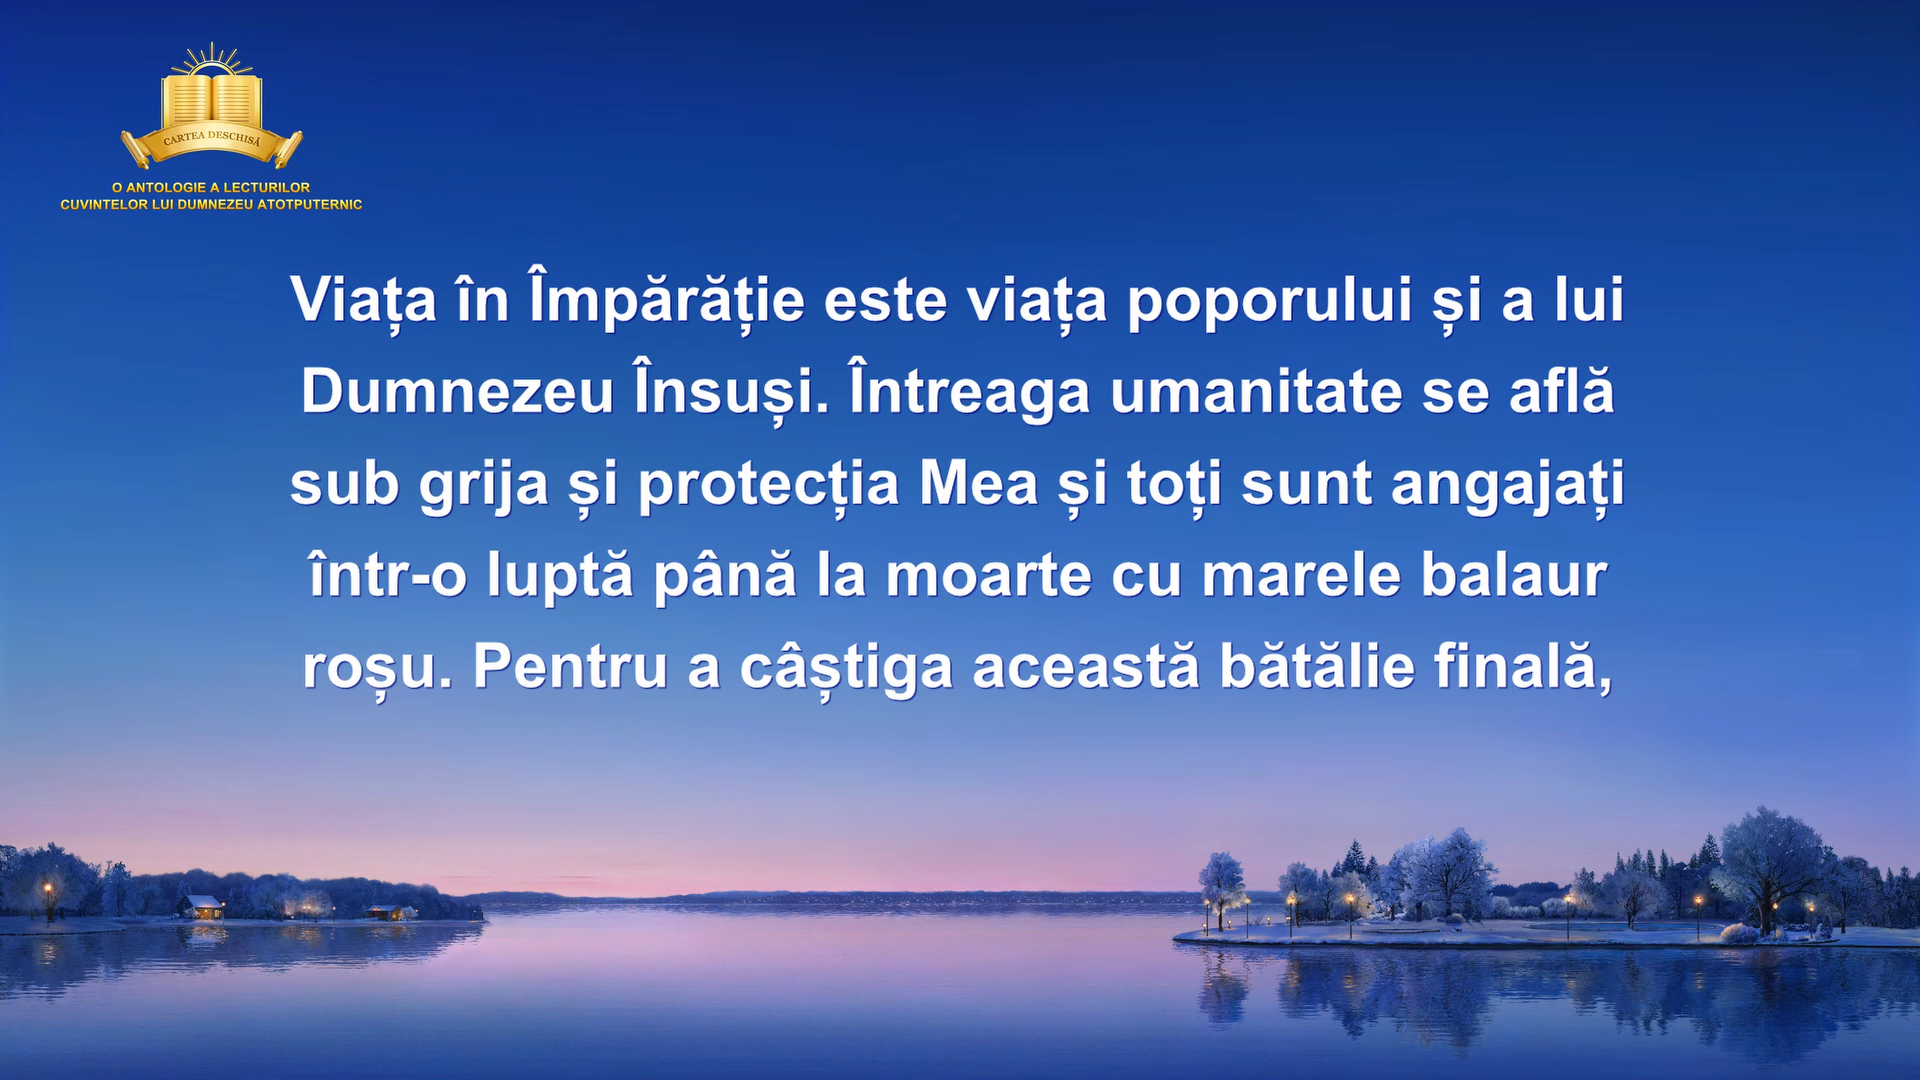 CARTEA DESCHISĂ
O ANTOLOGIE A LECTURILOR
CUVINTELOR LUI DUMNEZEU ATOTPUTERNIC
Viața în Împărăție este viața poporului și a lui
Dumnezeu Însuși. Întreaga umanitate se află
sub grija și protecția Mea și toți sunt angajați
într-o luptă până la moarte cu marele balaur
roșu. Pentru a câștiga această bătălie finală,